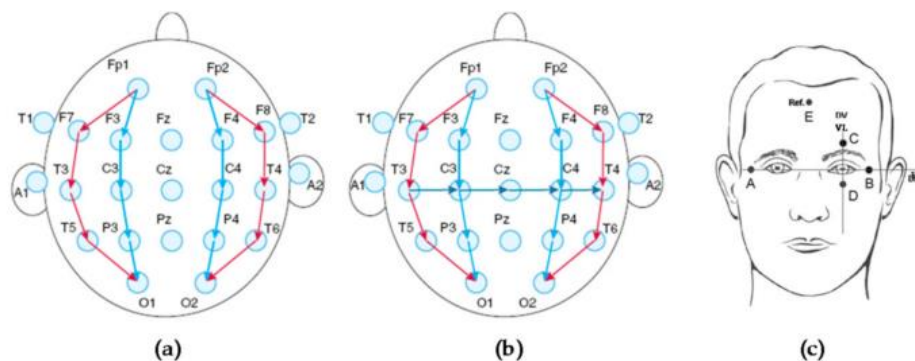 Fp1 Fp2
T1 F7 F3 Fz F4 F8 T2
A1 T3 C3 Cz C4 T4 A2
T5 P3 Pz P4 T6
O1 O2
(a)
Fp1 Fp2
T1 F7 F3 Fz F4 F8 T2
A1 T3 C3 Cz C4 T4 A2
T5 P3 Pz P4 T6
O1 O2
(b)
Ref.
E
VL
C
A B
D
(c)